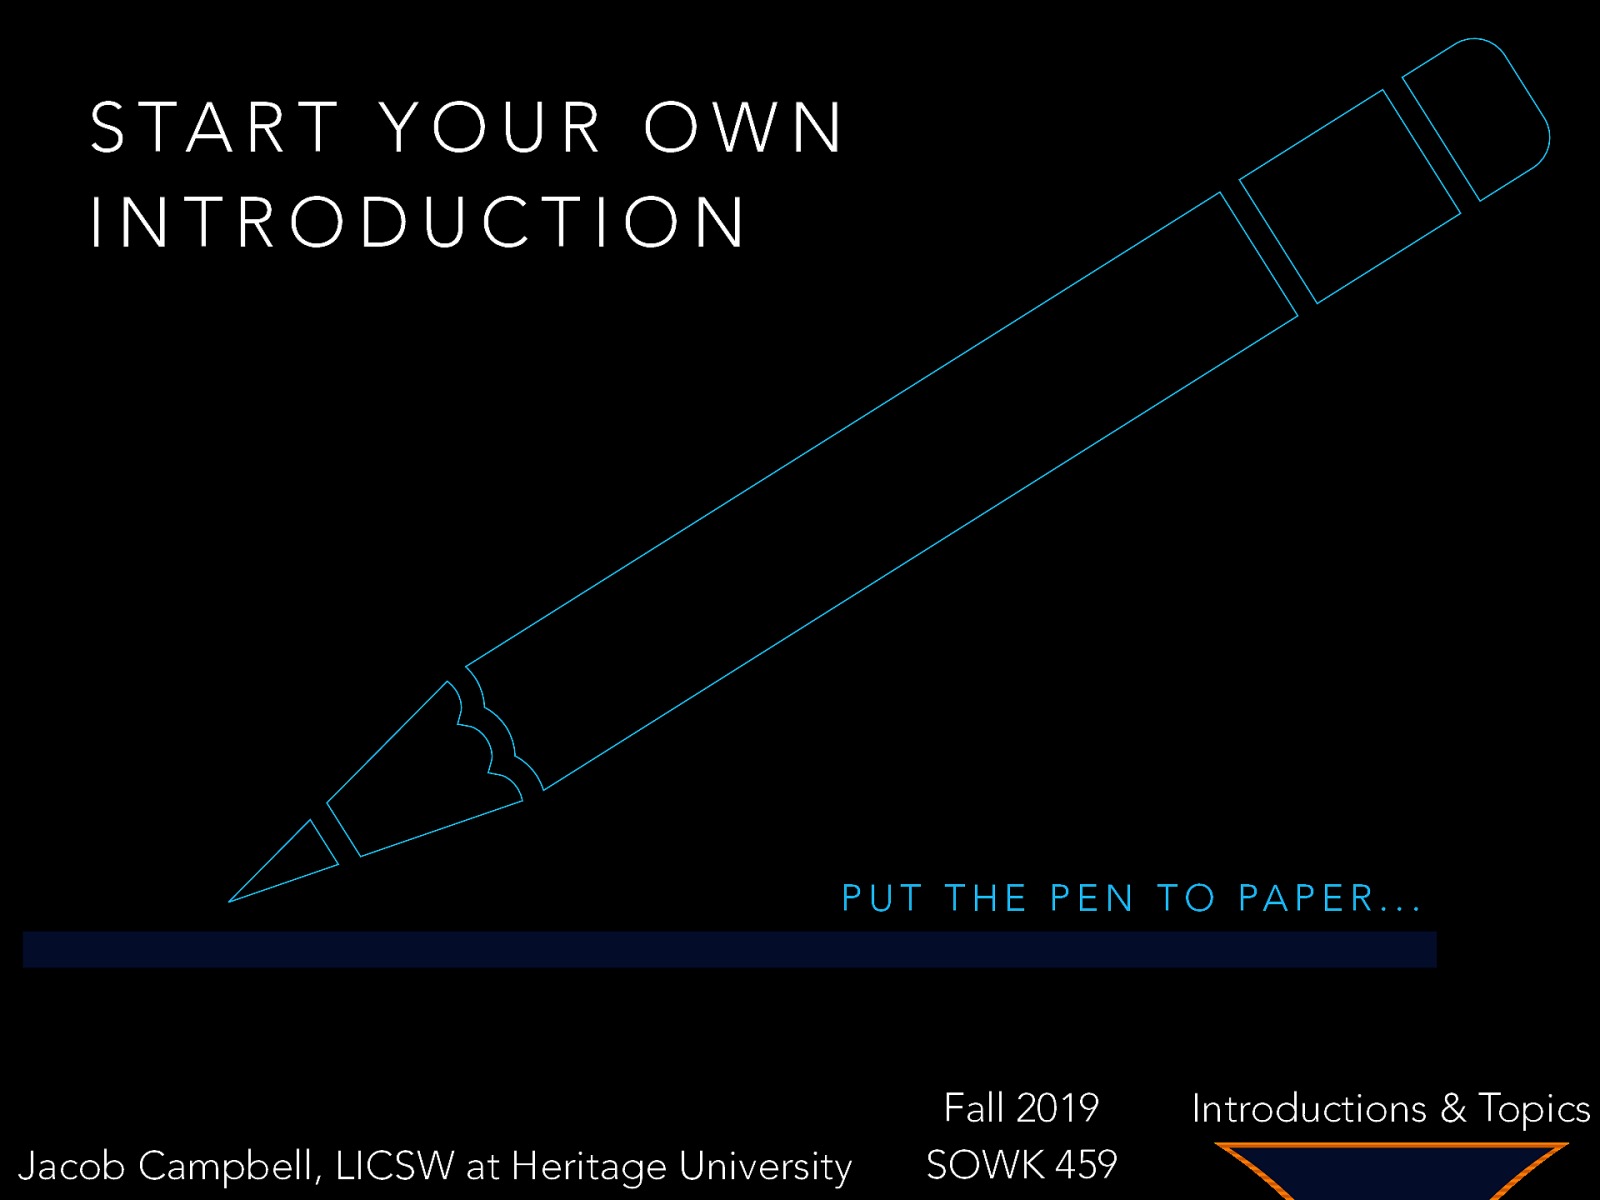 START YOUR OWN
INTRODUCTION
PUT THE PEN TO PAPER...
Fall 2019
Introductions & Topics
Jacob Campbell, LICSW at Heritage University
SOWK 459